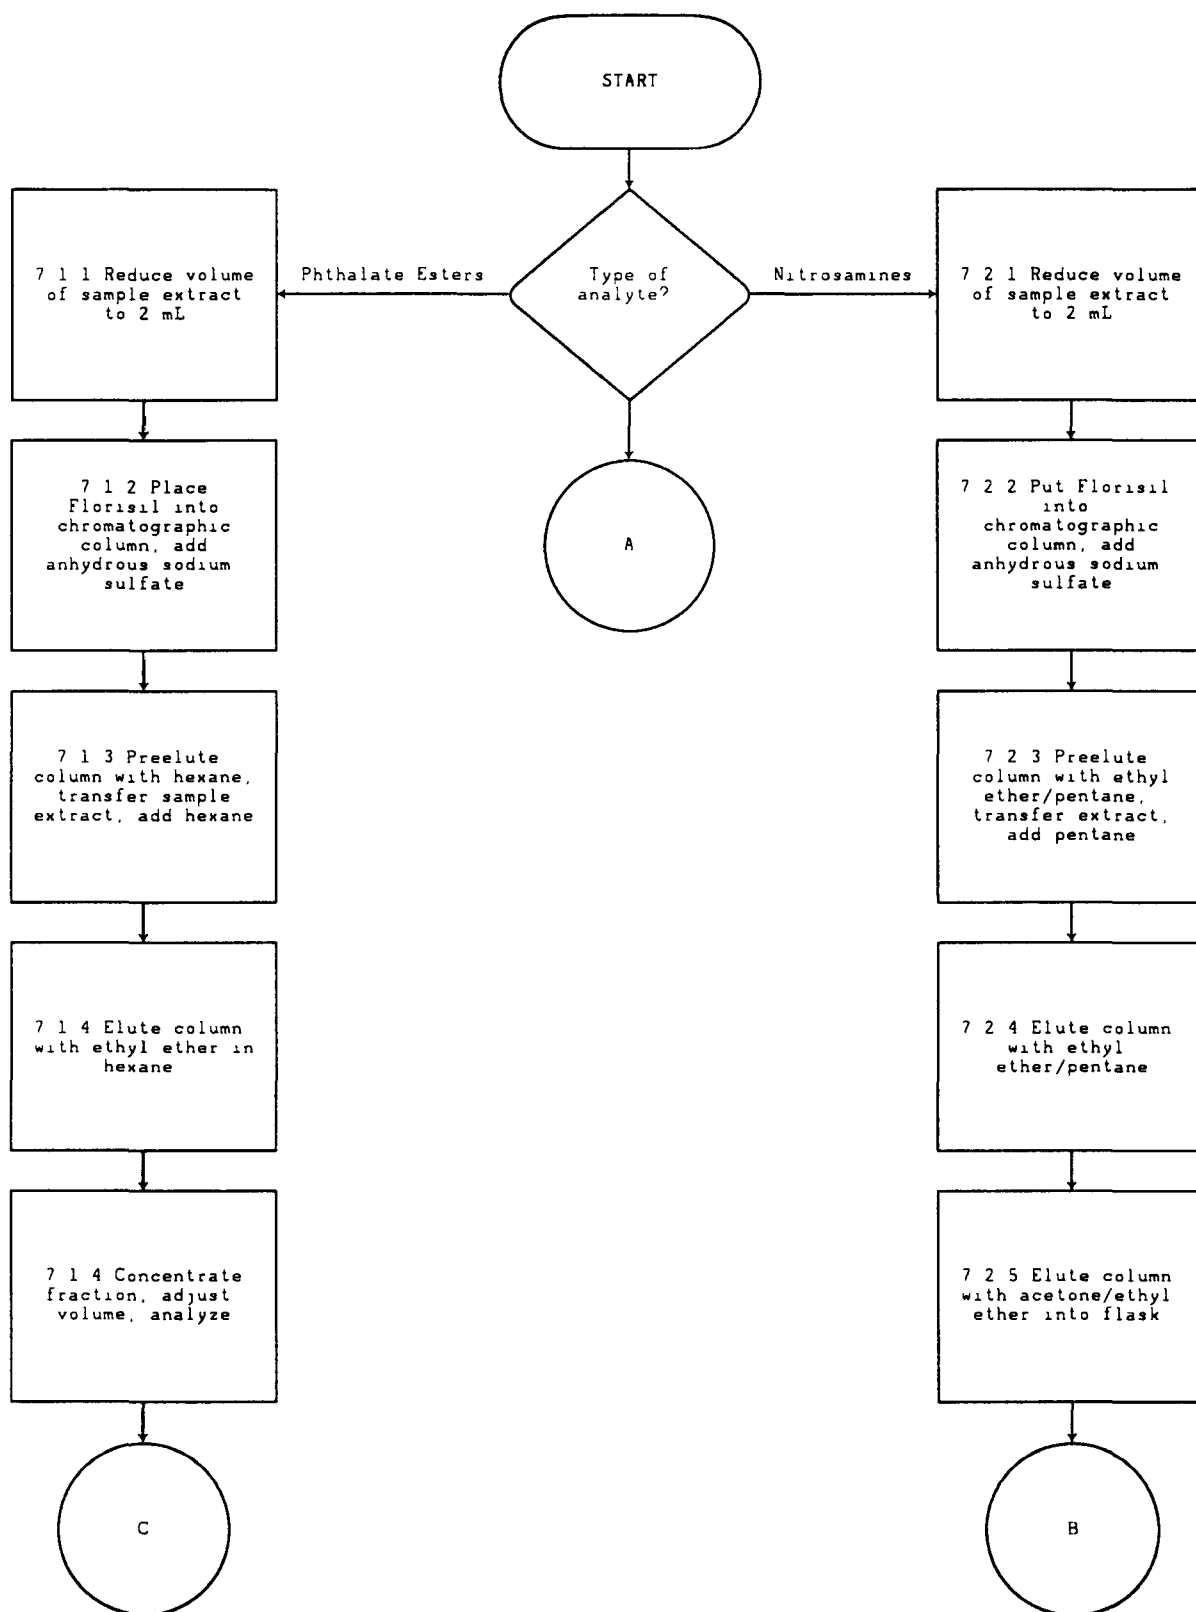 START
Type of
analyte?
Phthalate Esters
Nitrosamines
7 1 1 Reduce volume
of sample extract
to 2 mL
7 1 2 Place
Florisil into
chromatographic
column, add
anhydrous sodium
sulfate
7 1 3 Preelute
column with hexane,
transfer sample
extract, add hexane
7 1 4 Elute column
with ethyl ether in
hexane
7 1 4 Concentrate
fraction, adjust
volume, analyze
C
A
7 2 1 Reduce volume
of sample extract
to 2 mL
7 2 2 Put Florisil
into
chromatographic
column, add
anhydrous sodium
sulfate
7 2 3 Preelute
column with ethyl
ether/pentane,
transfer extract,
add pentane
7 2 4 Elute column
with ethyl
ether/pentane
7 2 5 Elute column
with acetone/ethyl
ether into flask
B